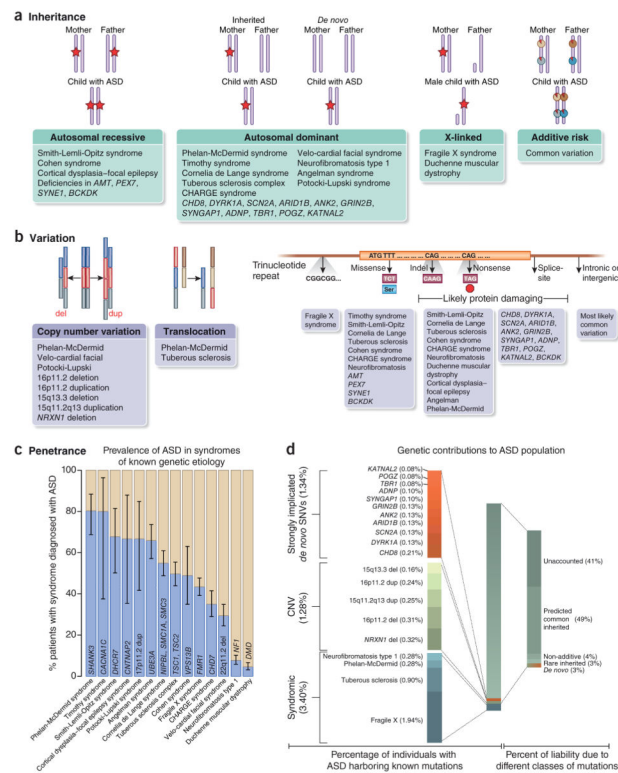 a Inheritance
Inherited
De novo
Mother Father
Mother Father
Mother Father
Mother Father
Mother Father
Child with ASD
Child with ASD
Child with ASD
Male child with ASD
Child with ASD
Autosomal recessive
Smith-Lemli-Opitz syndrome
Cohen syndrome
Cortical dysplasia–focal epilepsy
Deficiencies in AMT, PEX7,
SYNE1, BCKDK
Autosomal dominant
Phelan-McDermid syndrome
Timothy syndrome
Cornelia de Lange syndrome
Tuberous sclerosis complex
CHARGE syndrome
Velo-cardial facial syndrome
Neurofibromatosis type 1
Angelman syndrome
Potocki-Lupski syndrome
CHD8, DYRK1A, SCN2A, ARID1B, ANK2, GRIN2B,
SYNGAP1, ADNP, TBR1, POGZ, KATNAL2
X-linked
Fragile X syndrome
Duchenne muscular
dystrophy
Additive risk
Common variation
b Variation
del
dup
Copy number variation
Phelan-McDermid
Velo-cardial facial
Potocki-Lupski
16p11.2 deletion
16p11.2 duplication
15q13.3 deletion
15q11.2q13 duplication
NRXN1 deletion
Translocation
Phelan-McDermid
Tuberous sclerosis
ATG TTT ... ... ... ... CAG ... ... ... CAG ...
Trinucleotide
repeat
CGGCGG...
Missense
TCT
Ser
Indel
CAAG
Nonsense
TAG
Splice-
site
Intronic or
intergenic
Likely protein damaging
Fragile X
syndrome
Timothy syndrome
Smith-Lemli-Opitz
Cornelia de Lange
Tuberous sclerosis
Cohen syndrome
CHARGE syndrome
Neurofibromatosis
AMT
PEX7
SYNE1
BCKDK
Smith-Lemli-Opitz
Cornelia de Lange
Tuberous sclerosis
Cohen syndrome
CHARGE syndrome
Neurofibromatosis
Duchenne muscular
dystrophy
Cortical dysplasia–
focal epilepsy
Angelman
Phelan-McDermid
CHD8, DYRK1A,
SCN2A, ARID1B,
ANK2, GRIN2B,
SYNGAP1, ADNP,
TBR1, POGZ,
KATNAL2, BCKDK
Most likely
common
variation
c Penetrance
Prevalence of ASD in syndromes
of known genetic etiology
% patients with syndrome diagnosed with ASD
100
80
60
40
20
0
SHANK3
CACNA1C
DHCR7
CNTNAP2
17p11.2 dup
UBE3A
NIPBL, SMC1A, SMC3
TSC1, TSC2
VPS13B
FMR1
CHD7
22q11.2 del
NF1
DMD
Phelan-McDermid syndrome
Timothy syndrome
Smith-Lemli-Opitz syndrome
Cortical dysplasia-focal epilepsy syndrome
Potocki-Lupski syndrome
Angelman syndrome
Cornelia de Lange syndrome
Tuberous sclerosis complex
Cohen syndrome
Fragile X syndrome
CHARGE syndrome
Velo-cardial facial syndrome
Neurofibromatosis type 1
Duchenne muscular dystrophy
d
Genetic contributions to ASD population
Strongly implicated
de novo SNVs (1.34%)
KATNAL2 (0.08%)
POGZ (0.08%)
TBR1 (0.08%)
ADNP (0.10%)
SYNGAP1 (0.10%)
GRIN2B (0.13%)
ANK2 (0.13%)
ARID1B (0.13%)
SCN2A (0.13%)
DYRK1A (0.13%)
CHD8 (0.21%)
CNV
(1.28%)
15q13.3 del (0.16%)
16p11.2 dup (0.24%)
15q11.2q13 dup (0.25%)
16p11.2 del (0.31%)
NRXN1 del (0.32%)
Syndromic
(3.40%)
Neurofibromatosis type 1 (0.28%)
Phelan-McDermid (0.28%)
Tuberous sclerosis (0.90%)
Fragile X (1.94%)
Unaccounted (41%)
Predicted
common (49%)
inherited
Non-additive (4%)
Rare inherited (3%)
De novo (3%)
Percentage of individuals with
ASD harboring known mutations
Percent of liability due to
different classes of mutations